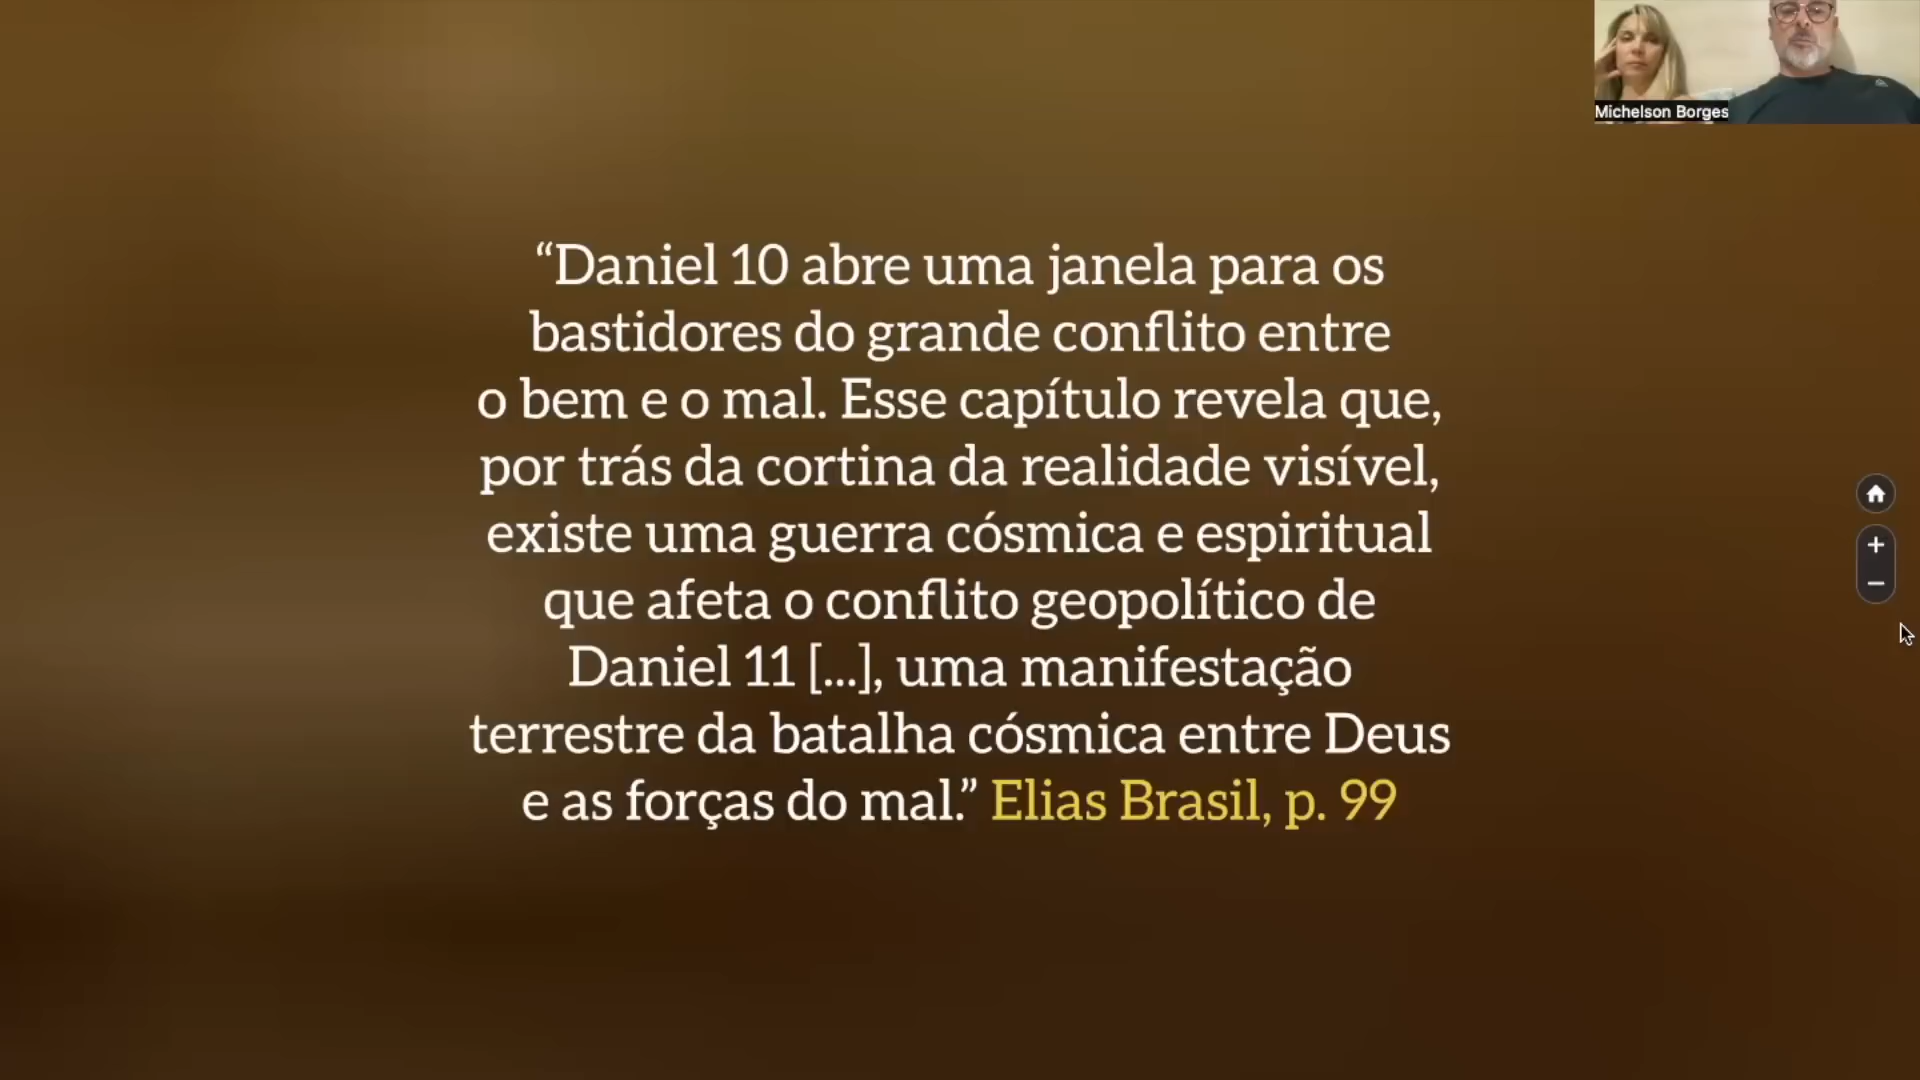 Michelson Borges
“Daniel 10 abre uma janela para os
bastidores do grande conflito entre
o bem e o mal. Esse capítulo revela que,
por trás da cortina da realidade visível,
existe uma guerra cósmica e espiritual
que afeta o conflito geopolítico de
Daniel 11 [...], uma manifestação
terrestre da batalha cósmica entre Deus
e as forças do mal.” Elias Brasil, p. 99